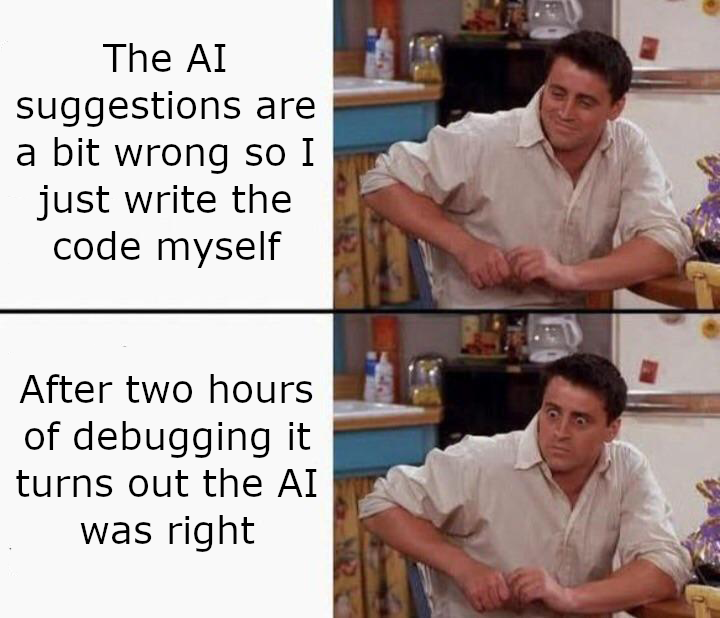 The AI
suggestions are
a bit wrong so I
just write the
code myself
After two hours
of debugging it
turns out the AI
was right